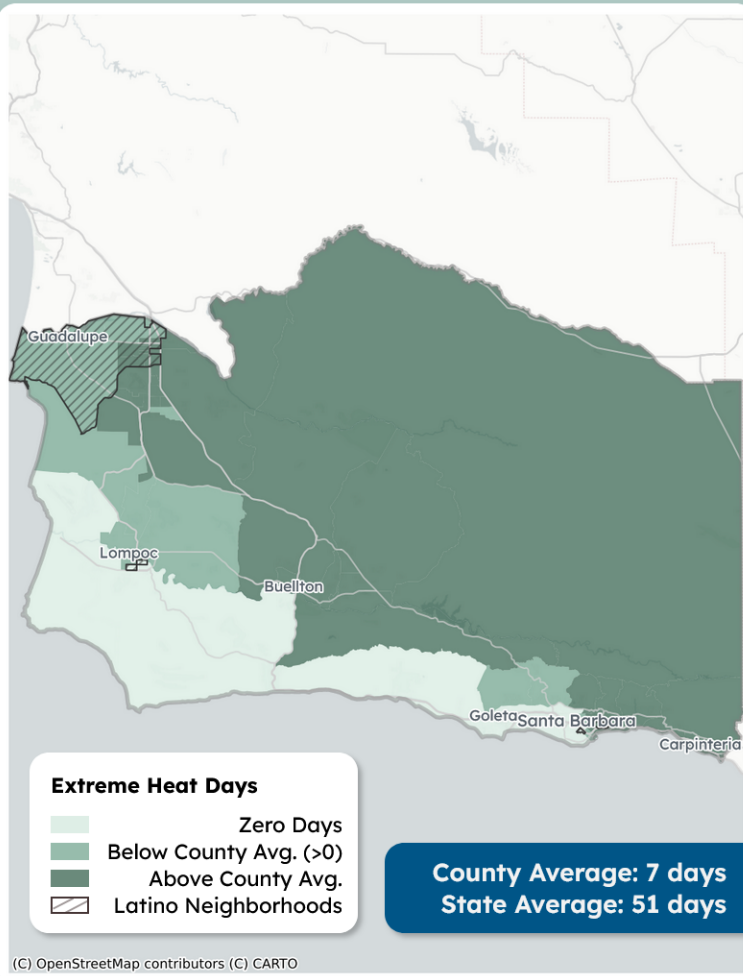 Guadalupe
Lompoc
Buellton
Goleta
Santa Barbara
Carpinteria
Extreme Heat Days
Zero Days
Below County Avg. (>0)
Above County Avg.
Latino Neighborhoods
County Average: 7 days
State Average: 51 days
(C) OpenStreetMap contributors (C) CARTO